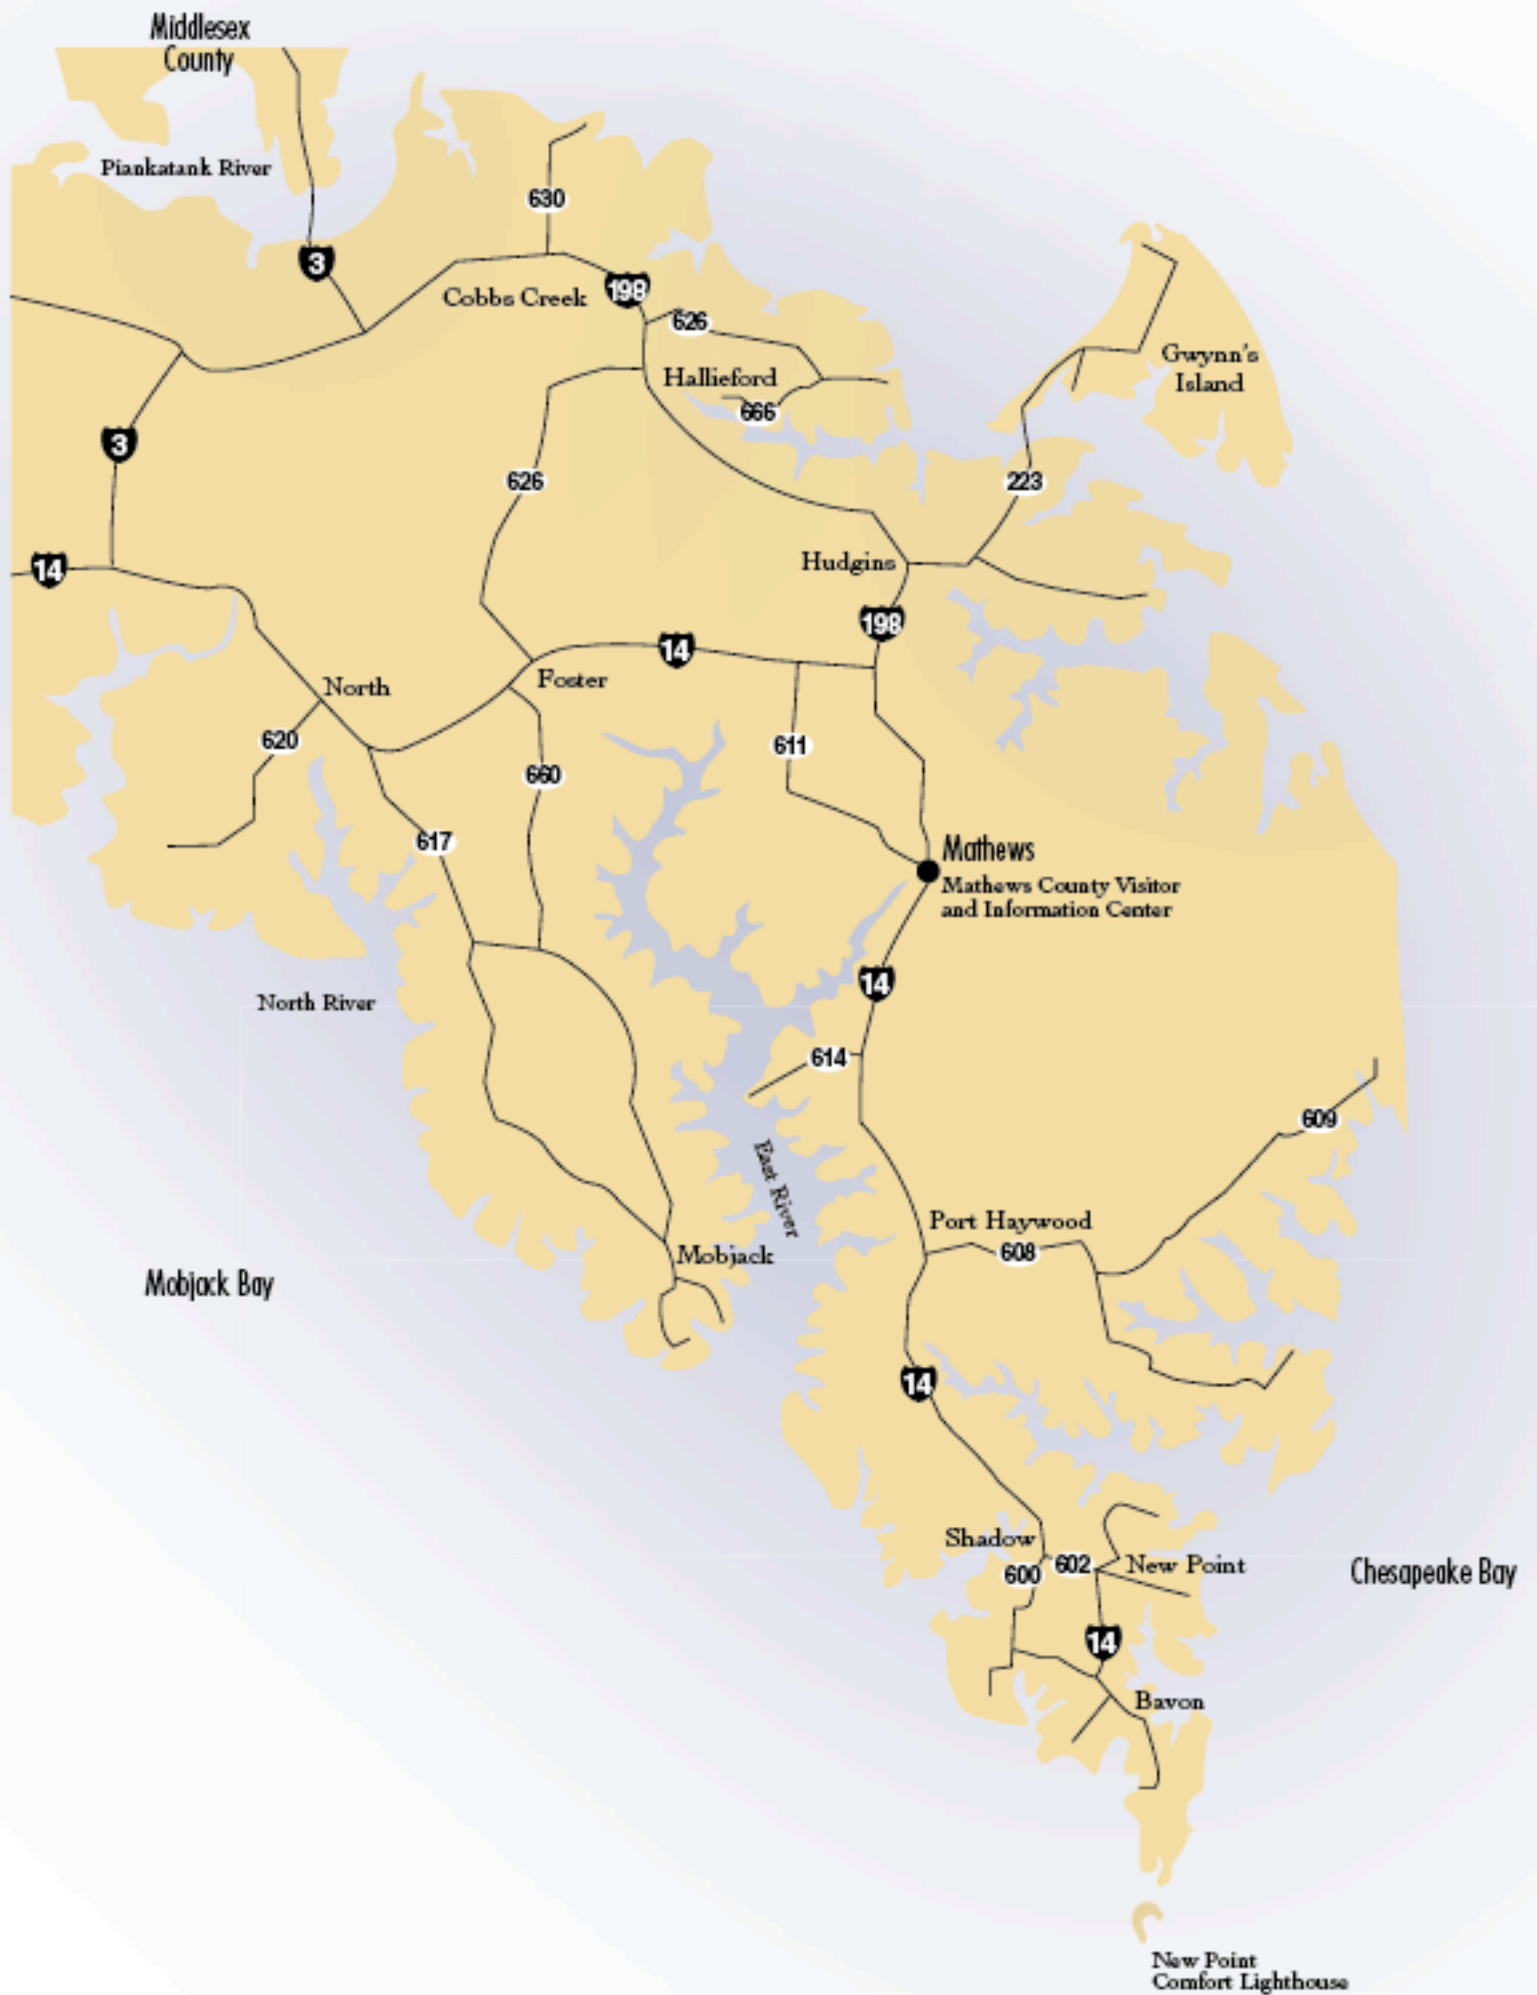 Middlesex
County
Piankatank River
630
3
198
Cobbs Creek
626
Gwynn's
Island
Hallieford
666
3
626
223
Hudgins
14
198
14
Foster
North
620
611
660
617
Mathews
Mathews County Visitor
and Information Center
14
North River
614
609
East River
Port Haywood
608
Mobjack
Mobjack Bay
14
Shadow
602
New Point
600
Chesapeake Bay
14
Bavon
New Point
Comfort Lighthouse